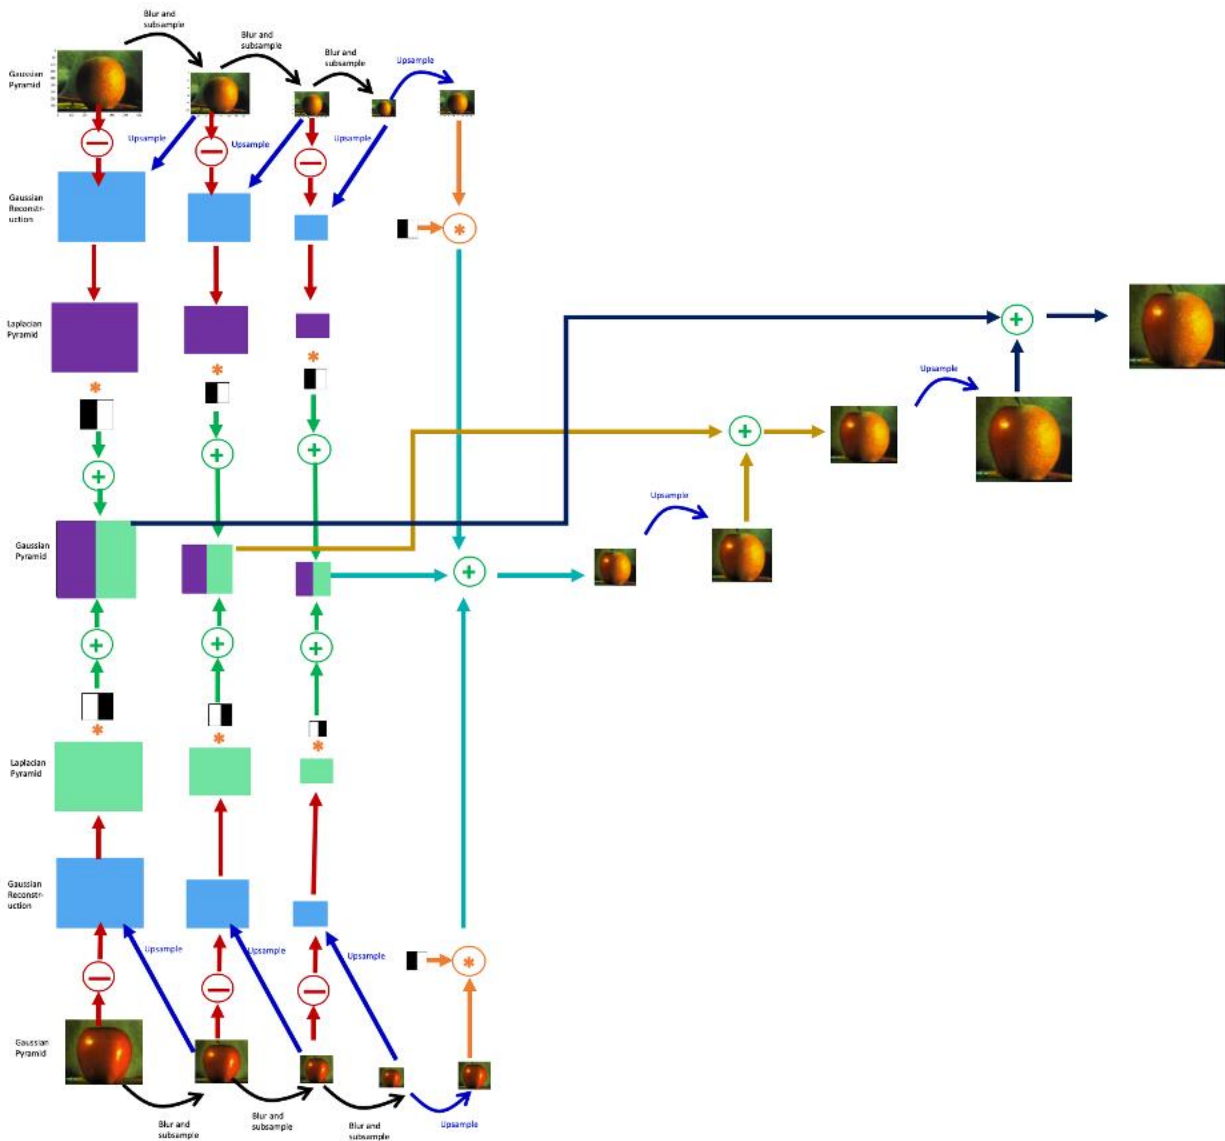 Blur and
subsample
Blur and
subsample
Blur and
subsample
Upsample
Gaussian
Pyramid
Upsample
Upsample
Upsample
Gaussian
Reconstr-
uction
*
Laplacian
Pyramid
+
Upsample
*
*
*
+
Upsample
+
+
+
Upsample
Gaussian
Pyramid
+
+
+
+
*
*
*
Laplacian
Pyramid
Gaussian
Reconstr-
uction
Upsample
Upsample
Upsample
*
Gaussian
Pyramid
Blur and
subsample
Blur and
subsample
Blur and
subsample
Upsample